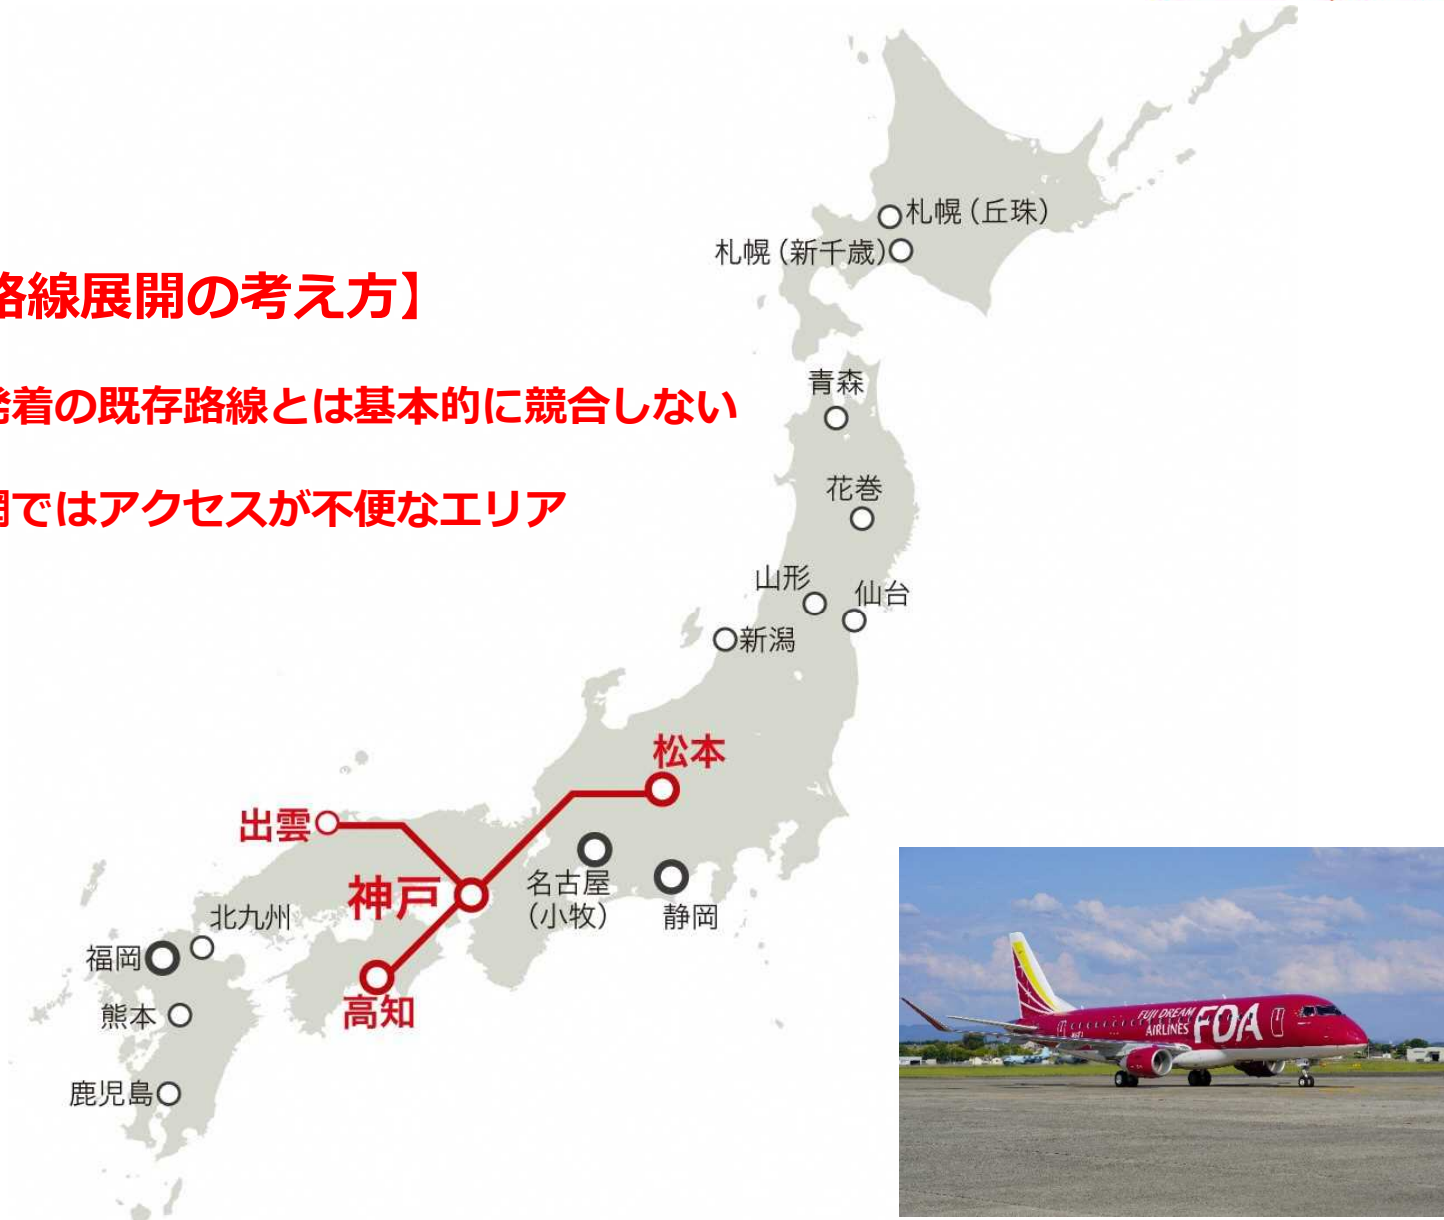 路線展開の考え方】
発着の既存路線とは基本的に競合しない
網ではアクセスが不便なエリア
札幌（丘珠）
札幌（新千歳）
青森
花巻
山形
仙台
新潟
松本
出雲
神戸
名古屋
（小牧）
静岡
北九州
福岡
高知
熊本
鹿児島
FUJI DREAM
AIRLINES
FDA